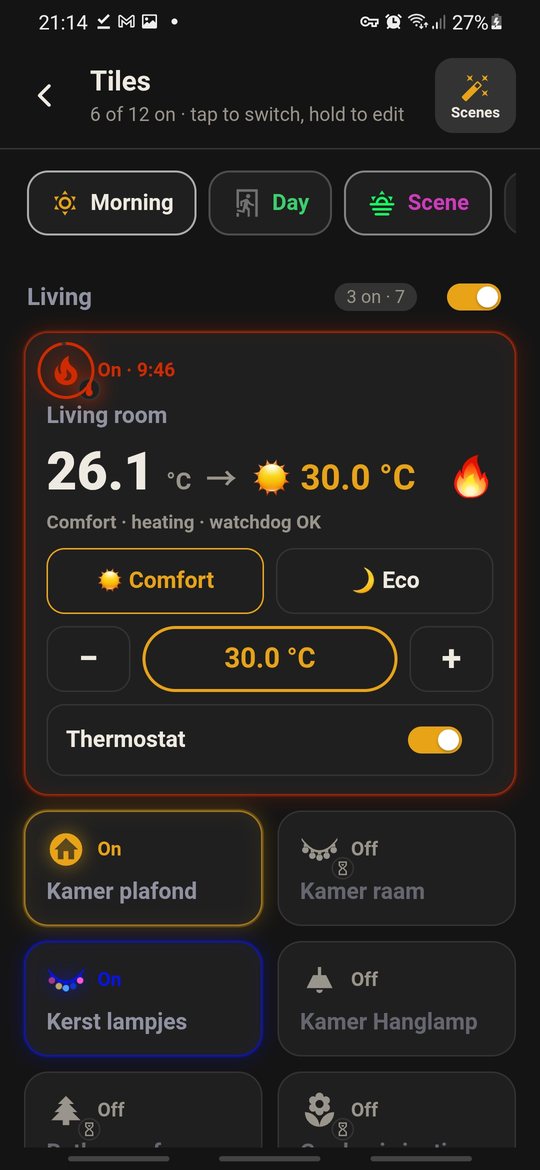 21:14 27%
Tiles
6 of 12 on · tap to switch, hold to edit
Scenes
Morning Day Scene
Living 3 on · 7
On · 9:46
Living room
26.1 °C → 30.0 °C
Comfort · heating · watchdog OK
Comfort Eco
− 30.0 °C +
Thermostat
On Off
Kamer plafond Kamer raam
On Off
Kerst lampjes Kamer Hanglamp
Off Off